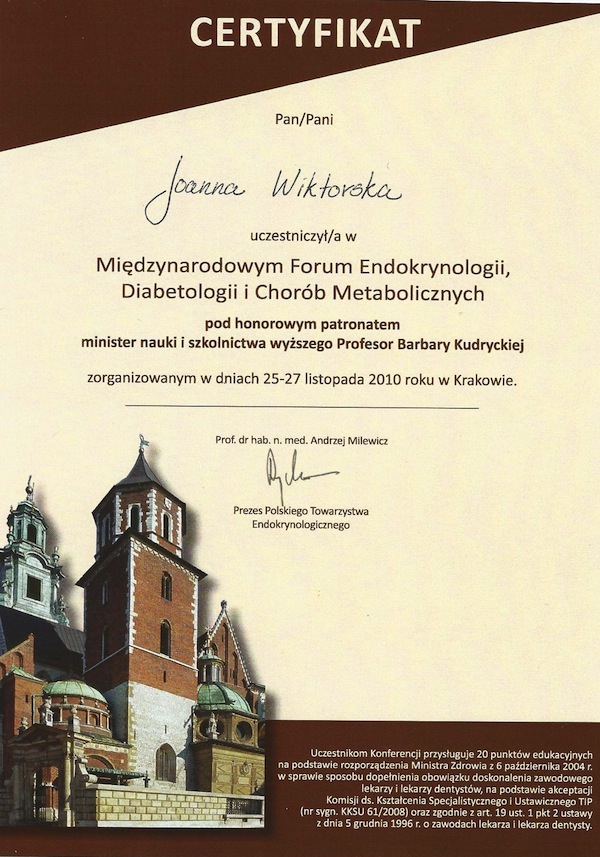 CERTYFIKAT
Pan/Pani
Joanna Wiktorska
uczestniczył/a w
Międzynarodowym Forum Endokrynologii,
Diabetologii i Chorób Metabolicznych
pod honorowym patronatem
minister nauki i szkolnictwa wyższego Profesor Barbary Kudryckiej
zorganizowanym w dniach 25-27 listopada 2010 roku w Krakowie.
Prof. dr hab. n. med. Andrzej Milewicz
Prezes Polskiego Towarzystwa
Endokrynologicznego
Uczestnikom Konferencji przysługuje 20 punktów edukacyjnych
na podstawie rozporządzenia Ministra Zdrowia z 6 października 2004 r.
w sprawie sposobu dopełnienia obowiązku doskonalenia zawodowego
lekarzy i lekarzy dentystów, na podstawie akceptacji
Komisji ds. Kształcenia Specjalistycznego i Ustawicznego TIP
(nr sygn. KKSU 61/2008) oraz zgodnie z art. 19 ust. 1 pkt 2 ustawy
z dnia 5 grudnia 1996 r. o zawodach lekarza i lekarza dentysty.